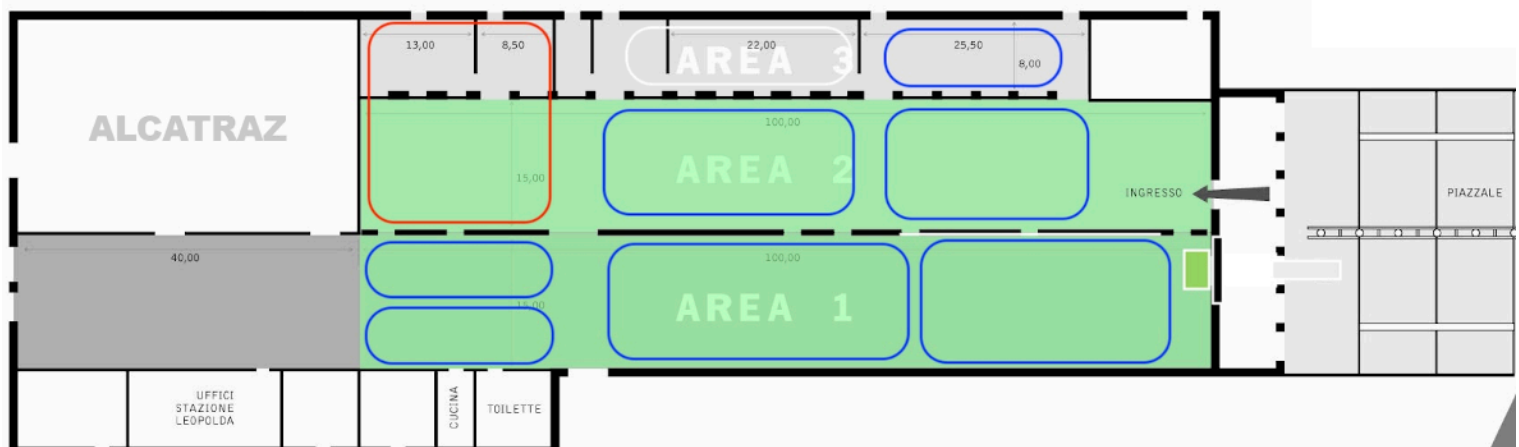 13,00
8,50
22,00
25,50
AREA 3
8,00
ALCATRAZ
100,00
AREA 2
15,00
INGRESSO
PIAZZALE
40,00
100,00
15,00
AREA 1
UFFICI
STAZIONE
LEOPOLDA
CUCINA
TOILETTE